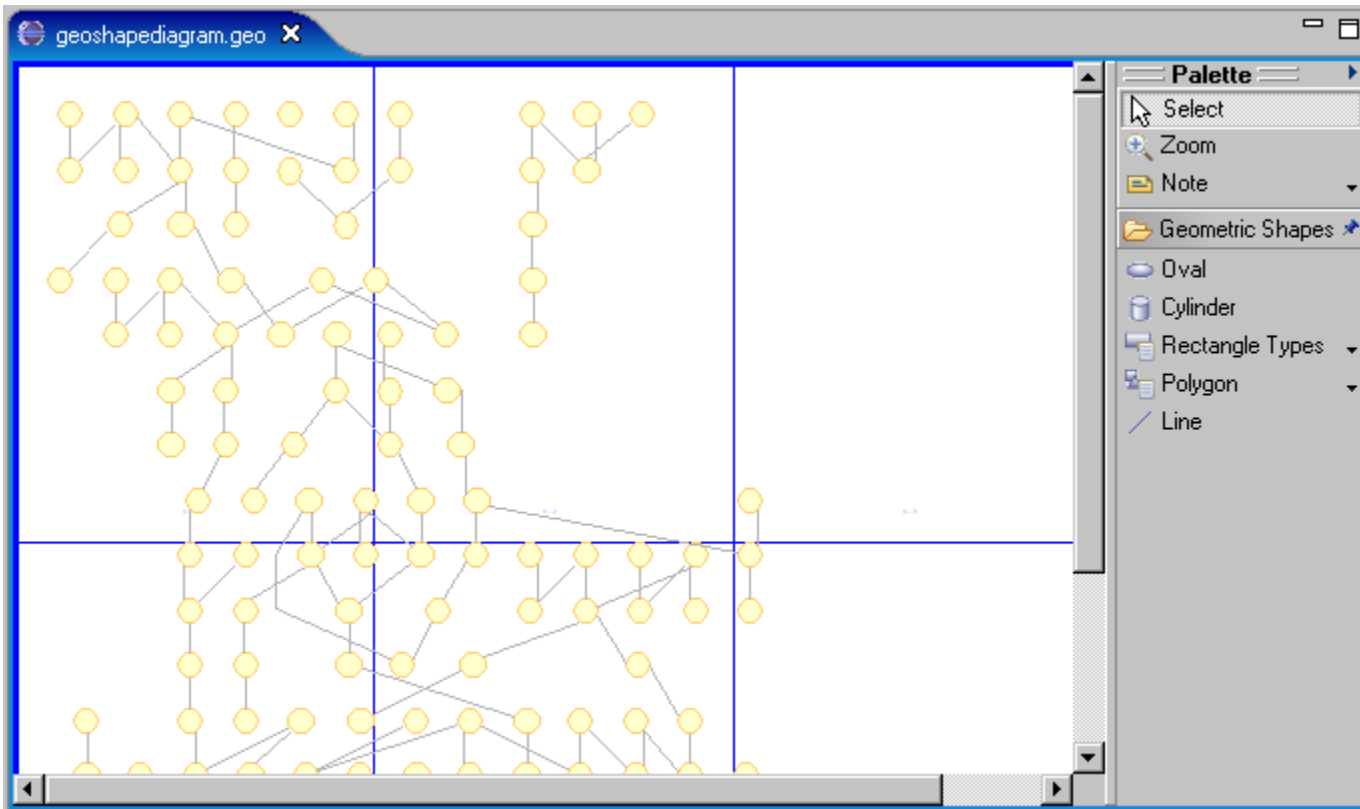 geoshapediagram.geo
Palette
Select
Zoom
Note
Geometric Shapes
Oval
Cylinder
Rectangle Types
Polygon
Line